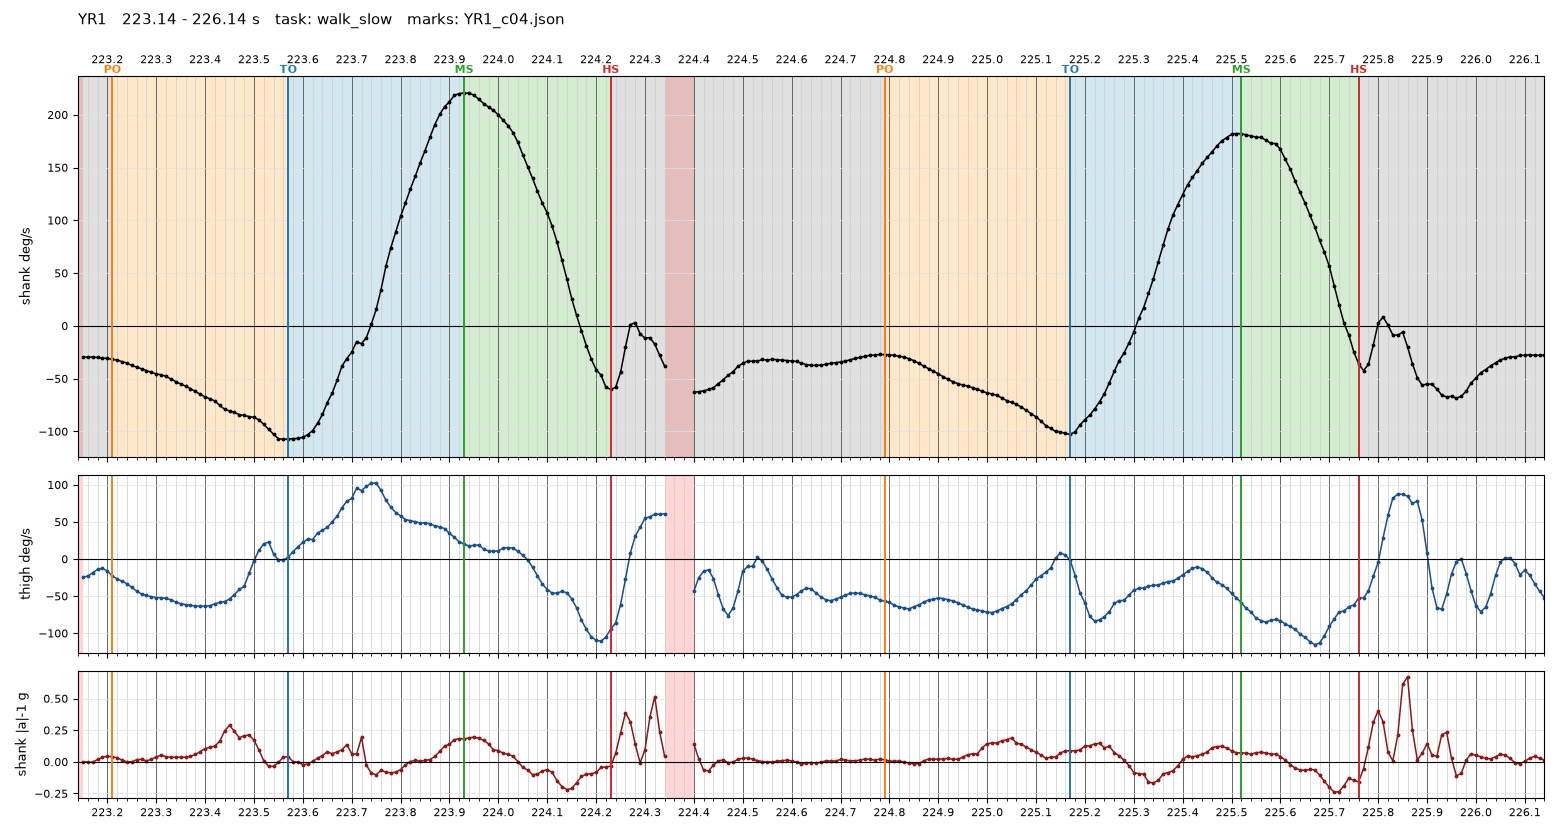 YR1   223.14 - 226.14 s   task: walk_slow   marks: YR1_c04.json
223.2 223.3 223.4 223.5 223.6 223.7 223.8 223.9 224.0 224.1 224.2 224.3 224.4 224.5 224.6 224.7 224.8 224.9 225.0 225.1 225.2 225.3 225.4 225.5 225.6 225.7 225.8 225.9 226.0 226.1
PO TO MS HS PO TO MS HS
shank deg/s
200
150
100
50
0
−50
−100
thigh deg/s
100
50
0
−50
−100
shank |a|-1 g
0.50
0.25
0.00
−0.25
223.2 223.3 223.4 223.5 223.6 223.7 223.8 223.9 224.0 224.1 224.2 224.3 224.4 224.5 224.6 224.7 224.8 224.9 225.0 225.1 225.2 225.3 225.4 225.5 225.6 225.7 225.8 225.9 226.0 226.1